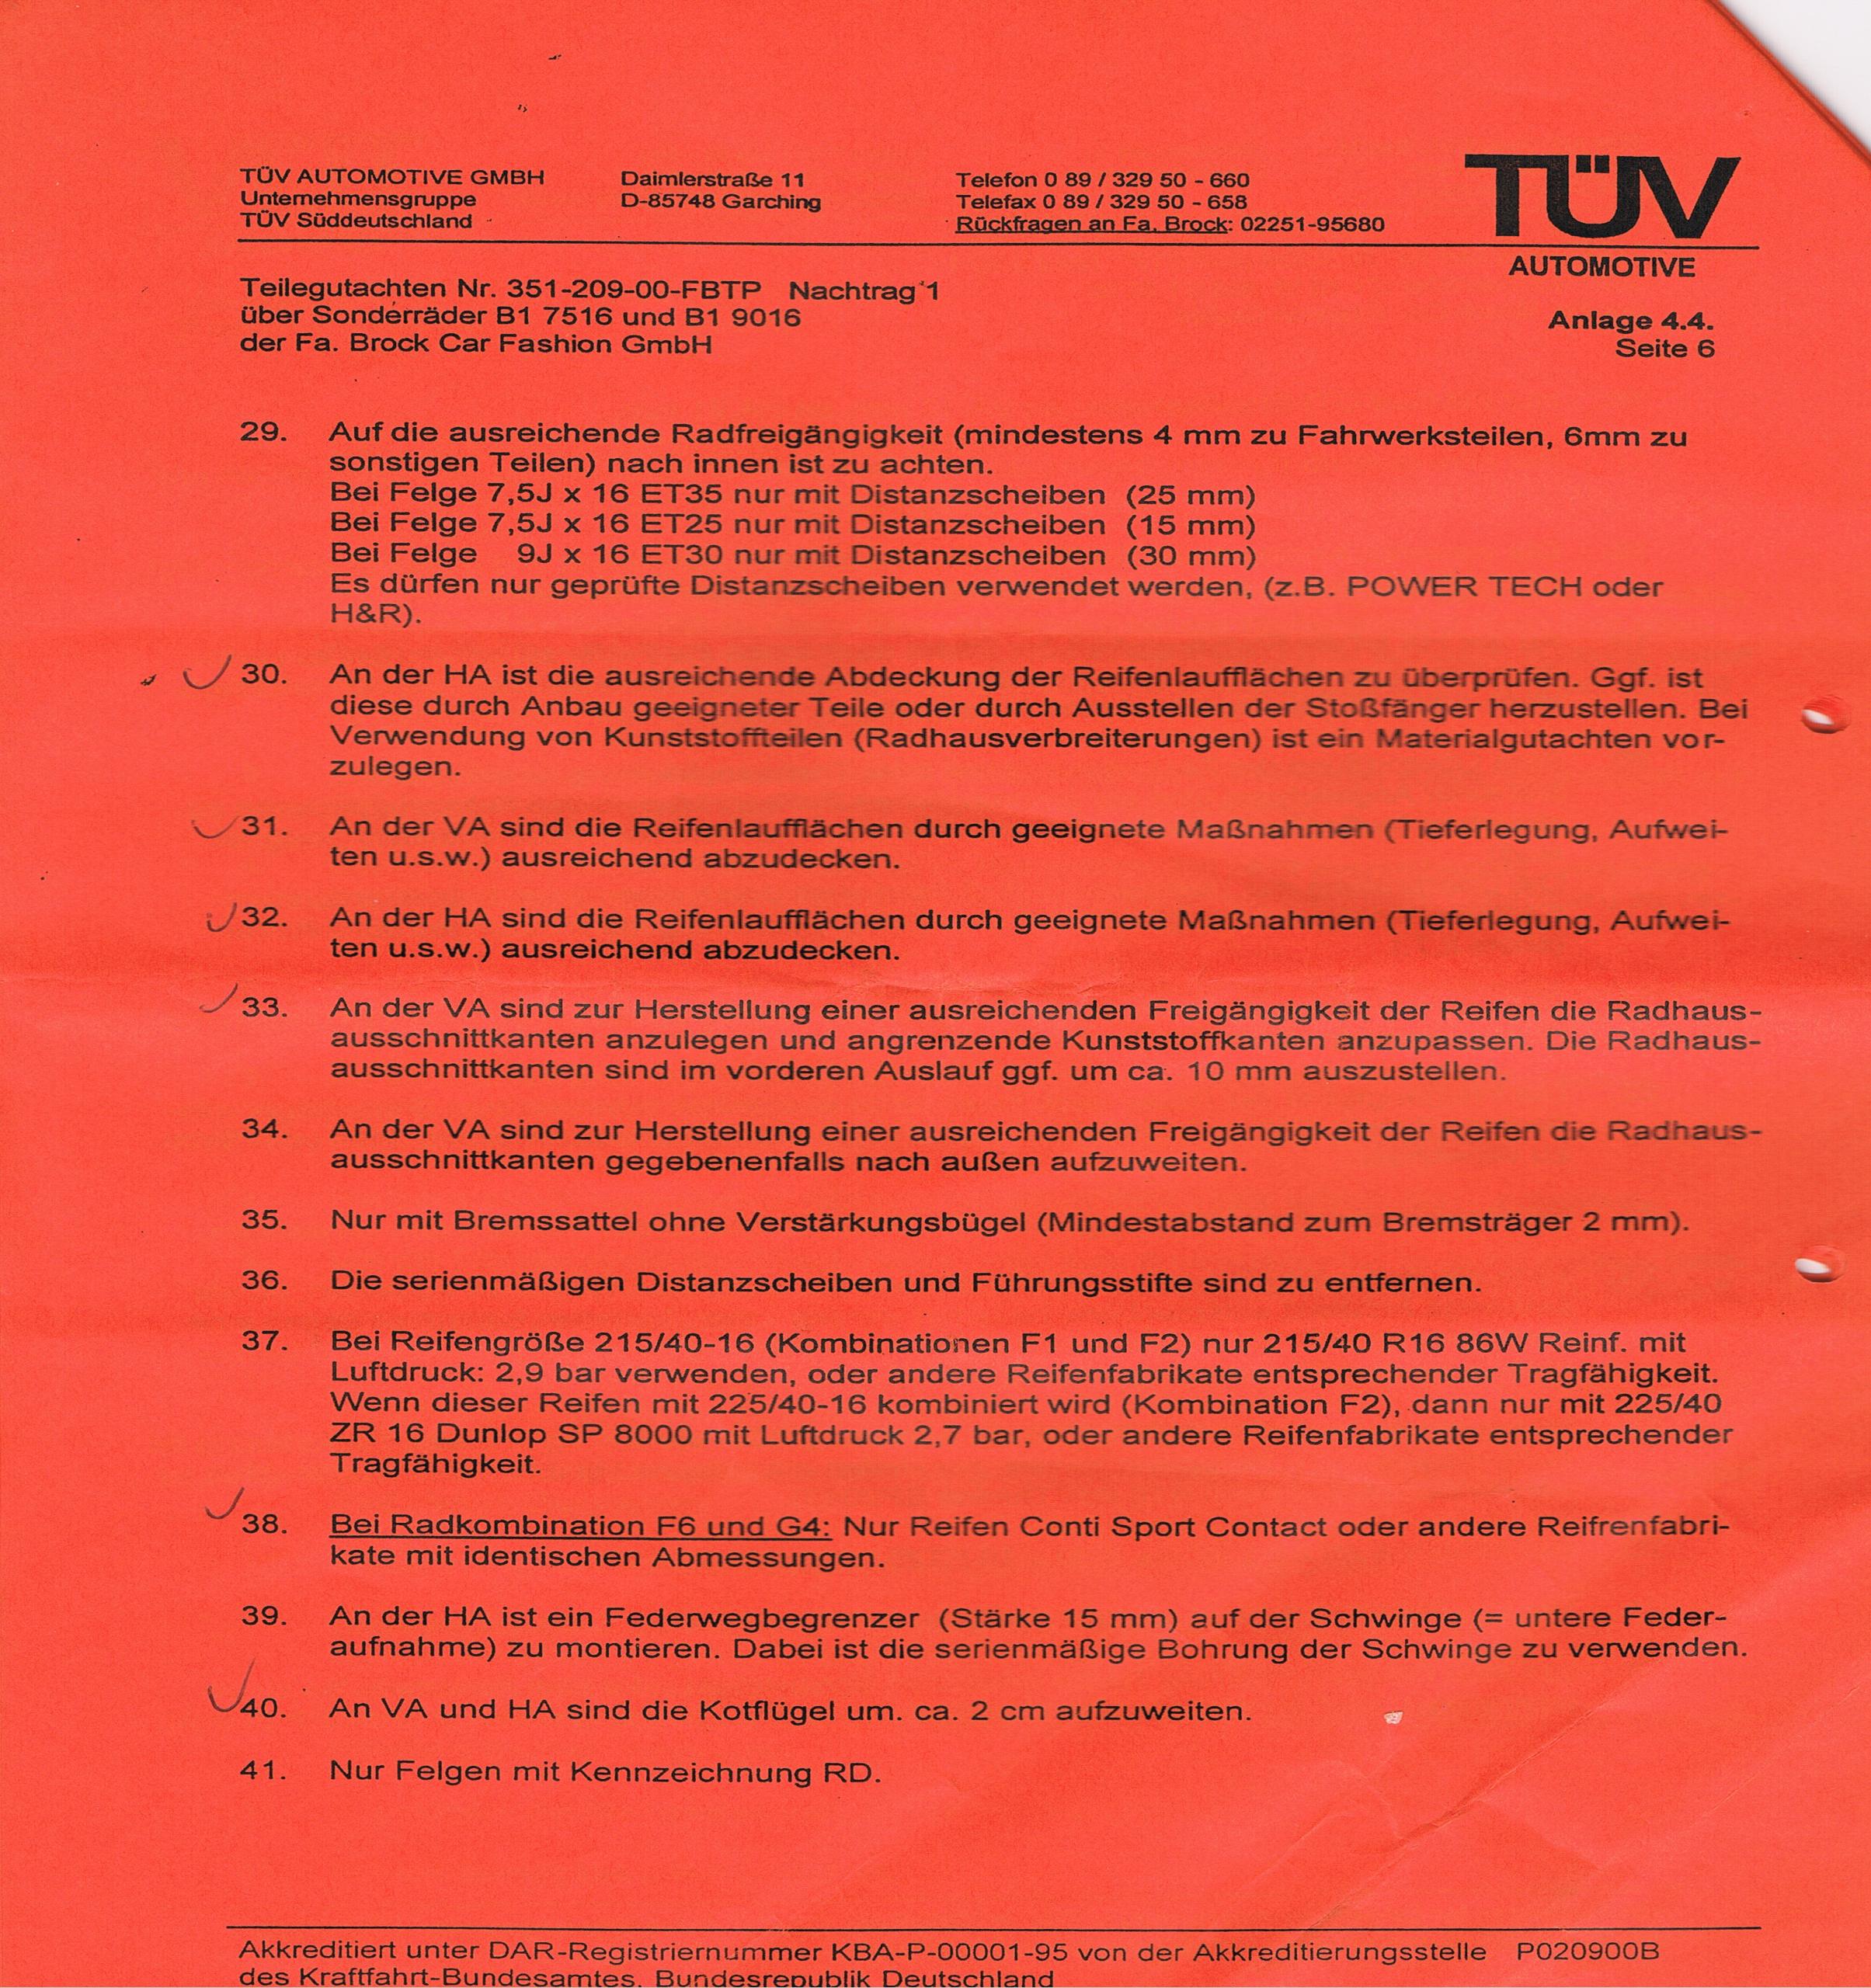 TÜV AUTOMOTIVE GMBH Daimlerstraße 11 Telefon 0 89 / 329 50 - 660
Unternehmensgruppe D-85748 Garching Telefax 0 89 / 329 50 - 658
TÜV Süddeutschland Rückfragen an Fa. Brock: 02251-95680
TÜV
AUTOMOTIVE
Teilegutachten Nr. 351-209-00-FBTP Nachtrag 1
über Sonderräder B1 7516 und B1 9016
der Fa. Brock Car Fashion GmbH
Anlage 4.4.
Seite 6
29. Auf die ausreichende Radfreigängigkeit (mindestens 4 mm zu Fahrwerksteilen, 6mm zu
sonstigen Teilen) nach innen ist zu achten.
Bei Felge 7,5J x 16 ET35 nur mit Distanzscheiben (25 mm)
Bei Felge 7,5J x 16 ET25 nur mit Distanzscheiben (15 mm)
Bei Felge 9J x 16 ET30 nur mit Distanzscheiben (30 mm)
Es dürfen nur geprüfte Distanzscheiben verwendet werden, (z.B. POWER TECH oder
H&R).
30. An der HA ist die ausreichende Abdeckung der Reifenlaufflächen zu überprüfen. Ggf. ist
diese durch Anbau geeigneter Teile oder durch Ausstellen der Stoßfänger herzustellen. Bei
Verwendung von Kunststoffteilen (Radhausverbreiterungen) ist ein Materialgutachten vor-
zulegen.
31. An der VA sind die Reifenlaufflächen durch geeignete Maßnahmen (Tieferlegung, Aufwei-
ten u.s.w.) ausreichend abzudecken.
32. An der HA sind die Reifenlaufflächen durch geeignete Maßnahmen (Tieferlegung, Aufwei-
ten u.s.w.) ausreichend abzudecken.
33. An der VA sind zur Herstellung einer ausreichenden Freigängigkeit der Reifen die Radhaus-
ausschnittkanten anzulegen und angrenzende Kunststoffkanten anzupassen. Die Radhaus-
ausschnittkanten sind im vorderen Auslauf ggf. um ca. 10 mm auszustellen.
34. An der VA sind zur Herstellung einer ausreichenden Freigängigkeit der Reifen die Radhaus-
ausschnittkanten gegebenenfalls nach außen aufzuweiten.
35. Nur mit Bremssattel ohne Verstärkungsbügel (Mindestabstand zum Bremsträger 2 mm).
36. Die serienmäßigen Distanzscheiben und Führungsstifte sind zu entfernen.
37. Bei Reifengröße 215/40-16 (Kombinationen F1 und F2) nur 215/40 R16 86W Reinf. mit
Luftdruck: 2,9 bar verwenden, oder andere Reifenfabrikate entsprechender Tragfähigkeit.
Wenn dieser Reifen mit 225/40-16 kombiniert wird (Kombination F2), dann nur mit 225/40
ZR 16 Dunlop SP 8000 mit Luftdruck 2,7 bar, oder andere Reifenfabrikate entsprechender
Tragfähigkeit.
38. Bei Radkombination F6 und G4: Nur Reifen Conti Sport Contact oder andere Reifrenfabri-
kate mit identischen Abmessungen.
39. An der HA ist ein Federwegbegrenzer (Stärke 15 mm) auf der Schwinge (= untere Feder-
aufnahme) zu montieren. Dabei ist die serienmäßige Bohrung der Schwinge zu verwenden.
40. An VA und HA sind die Kotflügel um. ca. 2 cm aufzuweiten.
41. Nur Felgen mit Kennzeichnung RD.
Akkreditiert unter DAR-Registriernummer KBA-P-00001-95 von der Akkreditierungsstelle P020900B
des Kraftfahrt-Bundesamtes, Bundesrepublik Deutschland